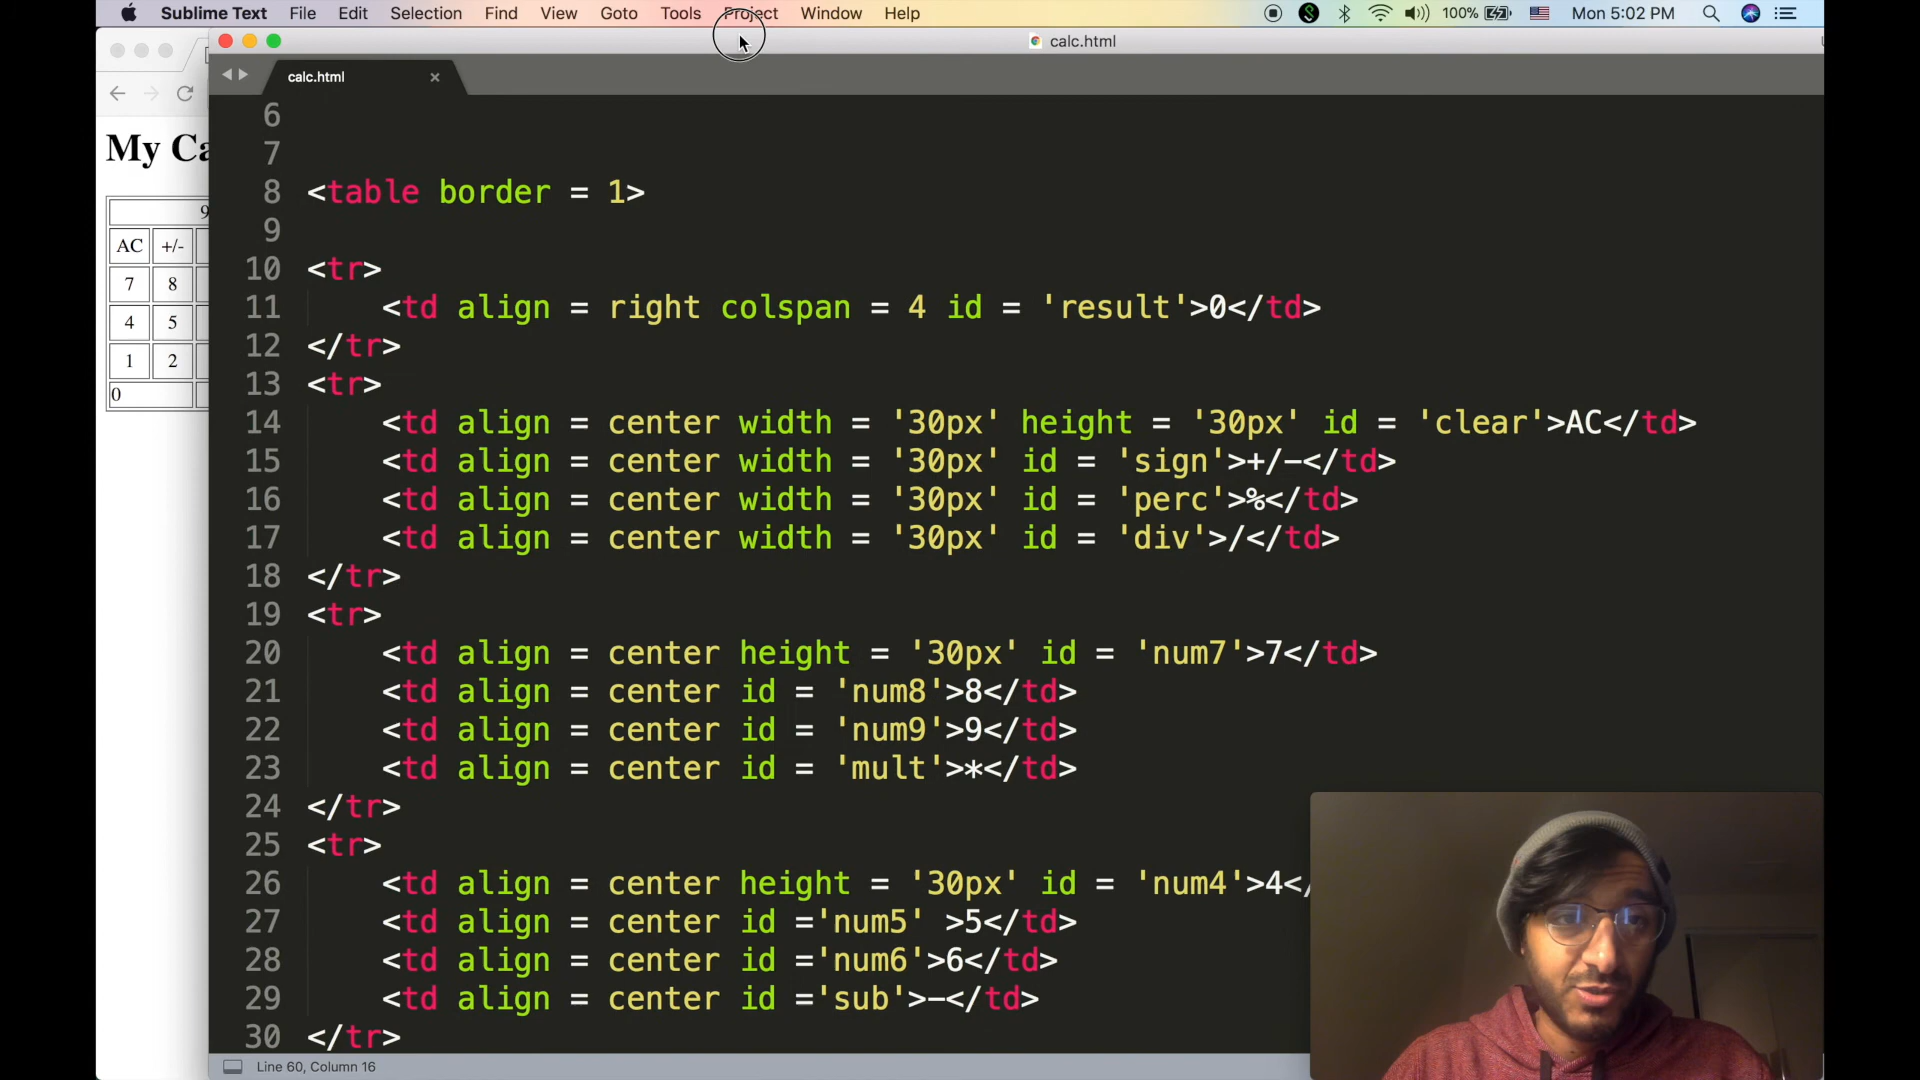 Sublime Text File Edit Selection Find View Goto Tools Project Window Help 100% Mon 5:02 PM
calc.html
calc.html ×
My Ca
9
AC +/-
7 8
4 5
1 2
0
6
7
8 <table border = 1>
9
10 <tr>
11 <td align = right colspan = 4 id = 'result'>0</td>
12 </tr>
13 <tr>
14 <td align = center width = '30px' height = '30px' id = 'clear'>AC</td>
15 <td align = center width = '30px' id = 'sign'>+/-</td>
16 <td align = center width = '30px' id = 'perc'>%</td>
17 <td align = center width = '30px' id = 'div'>/</td>
18 </tr>
19 <tr>
20 <td align = center height = '30px' id = 'num7'>7</td>
21 <td align = center id = 'num8'>8</td>
22 <td align = center id = 'num9'>9</td>
23 <td align = center id = 'mult'>*</td>
24 </tr>
25 <tr>
26 <td align = center height = '30px' id = 'num4'>4</
27 <td align = center id ='num5' >5</td>
28 <td align = center id ='num6'>6</td>
29 <td align = center id ='sub'>-</td>
30 </tr>
Line 60, Column 16